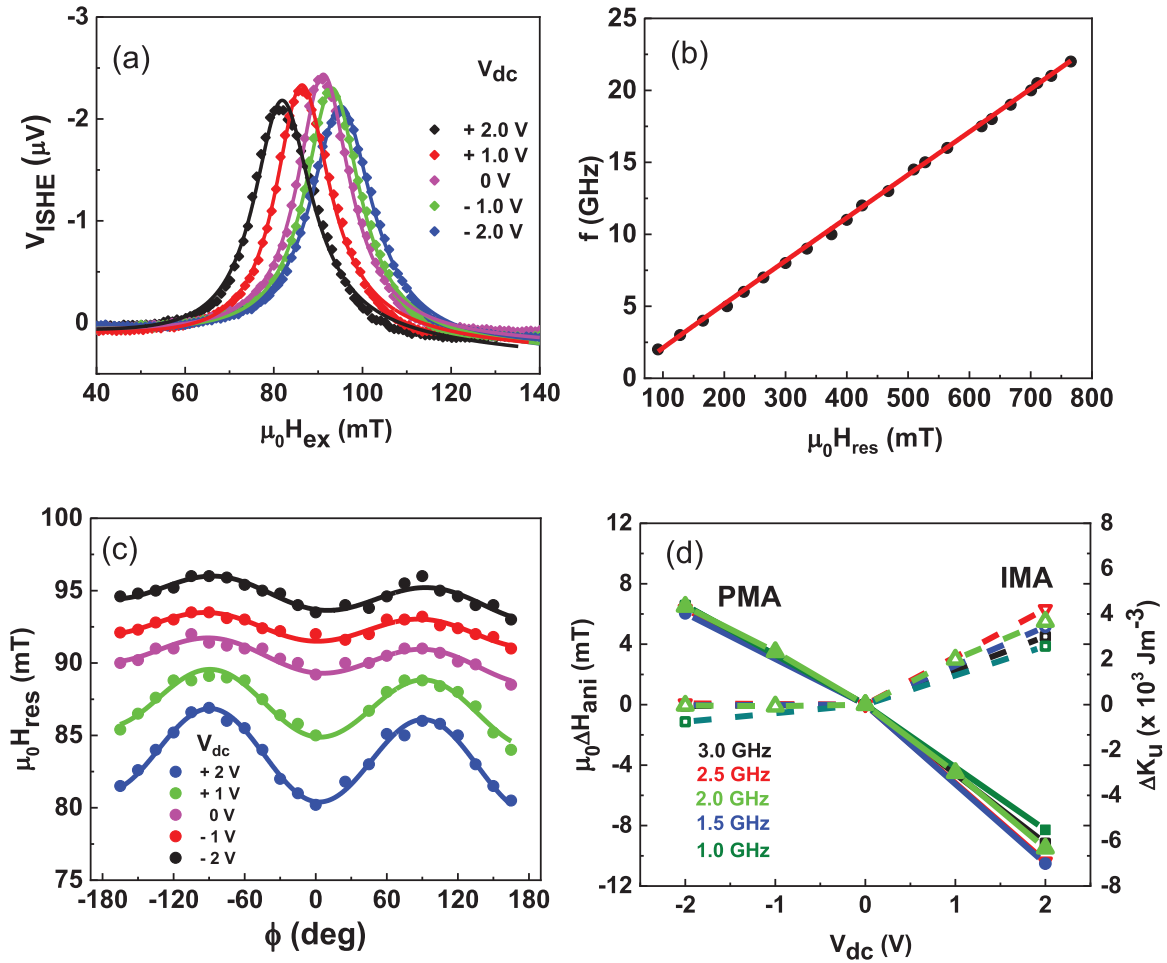 (a)
V_ISHE (μV)
-3
-2
-1
0
V_dc
+ 2.0 V
+ 1.0 V
0 V
- 1.0 V
- 2.0 V
40 60 80 100 120 140
μ₀H_ex (mT)
(b)
f (GHz)
25
20
15
10
5
0
100 200 300 400 500 600 700 800
μ₀H_res (mT)
(c)
μ₀H_res (mT)
100
95
90
85
80
75
V_dc
+ 2 V
+ 1 V
0 V
- 1 V
- 2 V
-180 -120 -60 0 60 120 180
ϕ (deg)
(d)
PMA
IMA
μ₀ΔH_ani (mT)
12
8
4
0
-4
-8
-12
3.0 GHz
2.5 GHz
2.0 GHz
1.5 GHz
1.0 GHz
8
6
4
2
0
-2
-4
-6
-8
ΔK_u (x 10³ Jm⁻³)
-2 -1 0 1 2
V_dc (V)